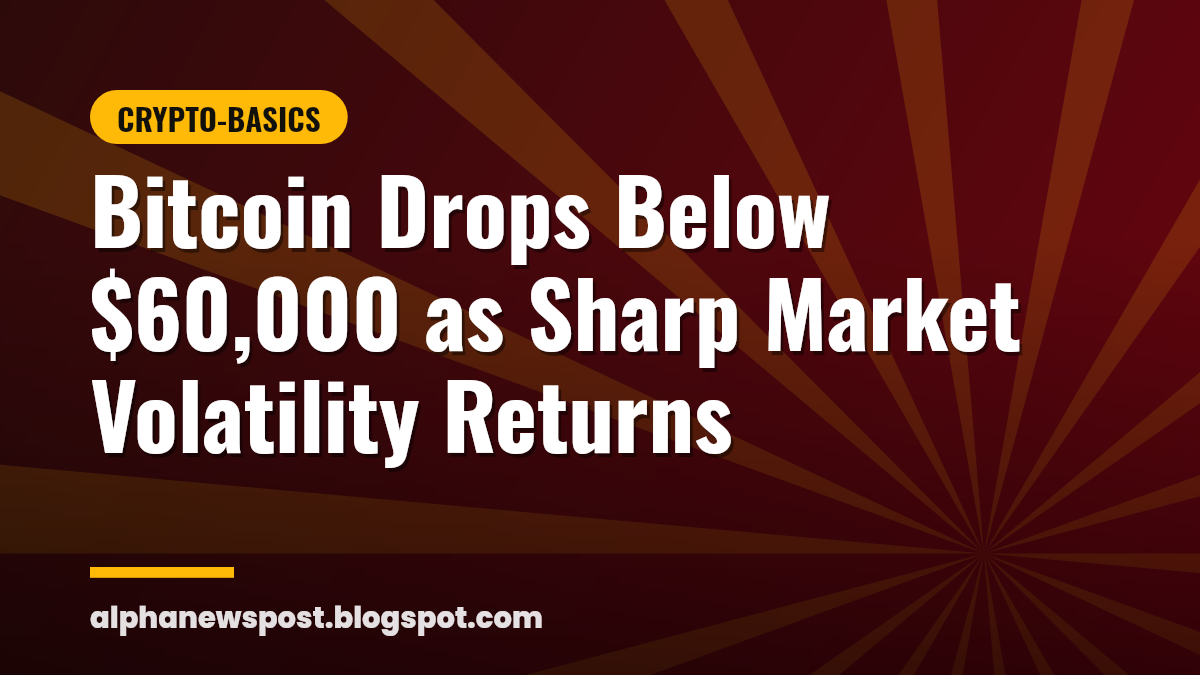 CRYPTO-BASICS
Bitcoin Drops Below
$60,000 as Sharp Market
Volatility Returns
alphanewspost.blogspot.com